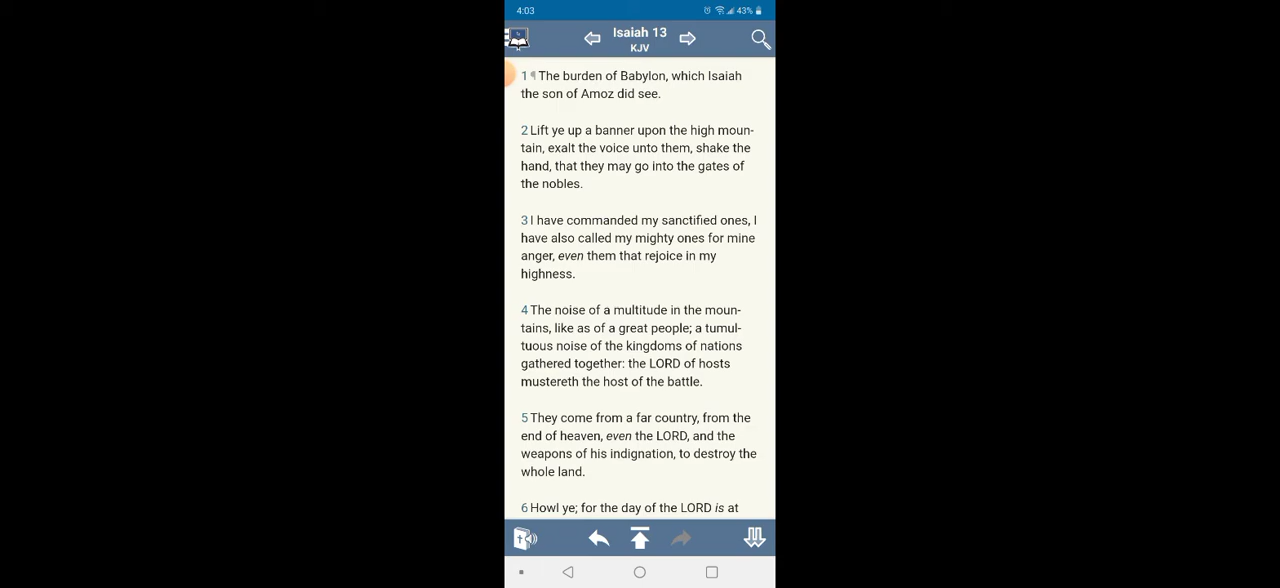 4:03
43%
Isaiah 13
KJV
1 ¶ The burden of Babylon, which Isaiah
the son of Amoz did see.
2 Lift ye up a banner upon the high moun-
tain, exalt the voice unto them, shake the
hand, that they may go into the gates of
the nobles.
3 I have commanded my sanctified ones, I
have also called my mighty ones for mine
anger, even them that rejoice in my
highness.
4 The noise of a multitude in the moun-
tains, like as of a great people; a tumul-
tuous noise of the kingdoms of nations
gathered together: the LORD of hosts
mustereth the host of the battle.
5 They come from a far country, from the
end of heaven, even the LORD, and the
weapons of his indignation, to destroy the
whole land.
6 Howl ye; for the day of the LORD is at